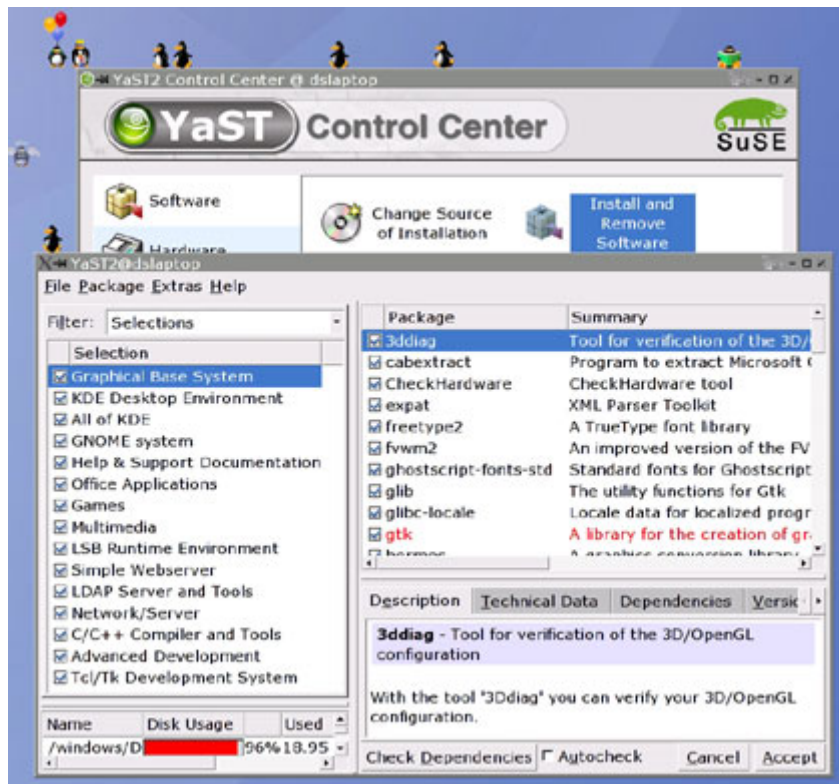 YaST2 Control Center @ dslaptop
YaST Control Center
SuSE
Software
Hardware
Change Source
of Installation
Install and
Remove
Software
YaST2@dslaptop
File Package Extras Help
Filter: Selections
Selection
Graphical Base System
KDE Desktop Environment
All of KDE
GNOME system
Help & Support Documentation
Office Applications
Games
Multimedia
LSB Runtime Environment
Simple Webserver
LDAP Server and Tools
Network/Server
C/C++ Compiler and Tools
Advanced Development
Tcl/Tk Development System
Name Disk Usage Used
/windows/D 96% 18.95
Package Summary
3ddiag Tool for verification of the 3D/
cabextract Program to extract Microsoft
CheckHardware CheckHardware tool
expat XML Parser Toolkit
freetype2 A TrueType font library
fvwm2 An improved version of the FV
ghostscript-fonts-std Standard fonts for Ghostscript
glib The utility functions for Gtk
glibc-locale Locale data for localized progr
gtk A library for the creation of gr
hermes A graphics conversion library
Description Technical Data Dependencies Versic
3ddiag - Tool for verification of the 3D/OpenGL
configuration
With the tool "3Ddiag" you can verify your 3D/OpenGL
configuration.
Check Dependencies Autocheck Cancel Accept